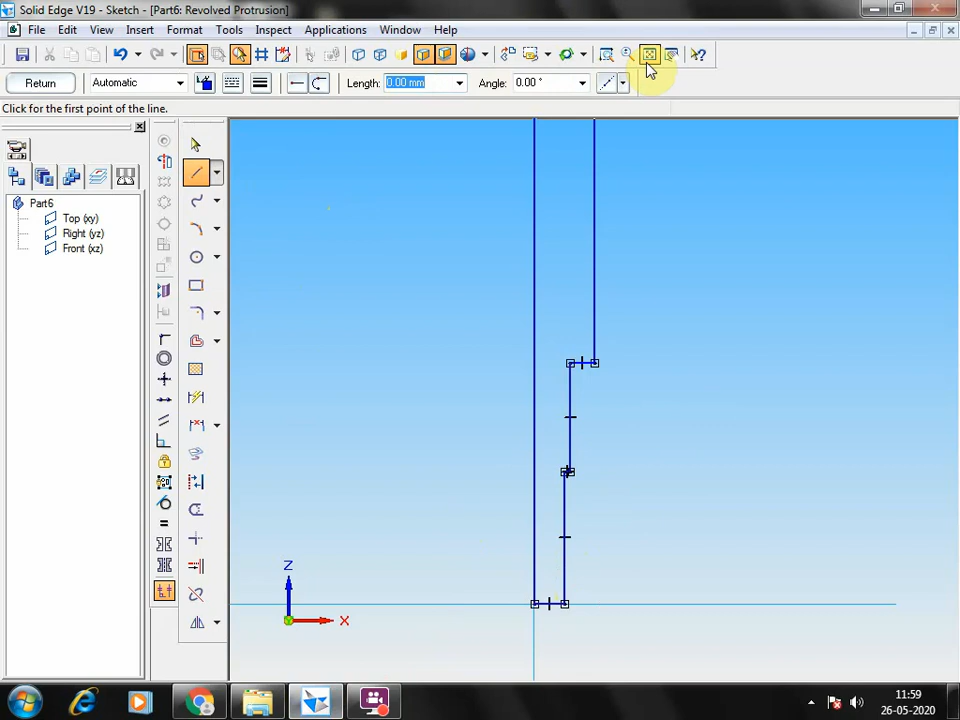 Solid Edge V19 - Sketch - [Part6: Revolved Protrusion]
File Edit View Insert Format Tools Inspect Applications Window Help
Return Automatic Length: 0.00 mm Angle: 0.00 °
Click for the first point of the line.
Part6
Top (xy)
Right (yz)
Front (xz)
Z
X
11:59
26-05-2020